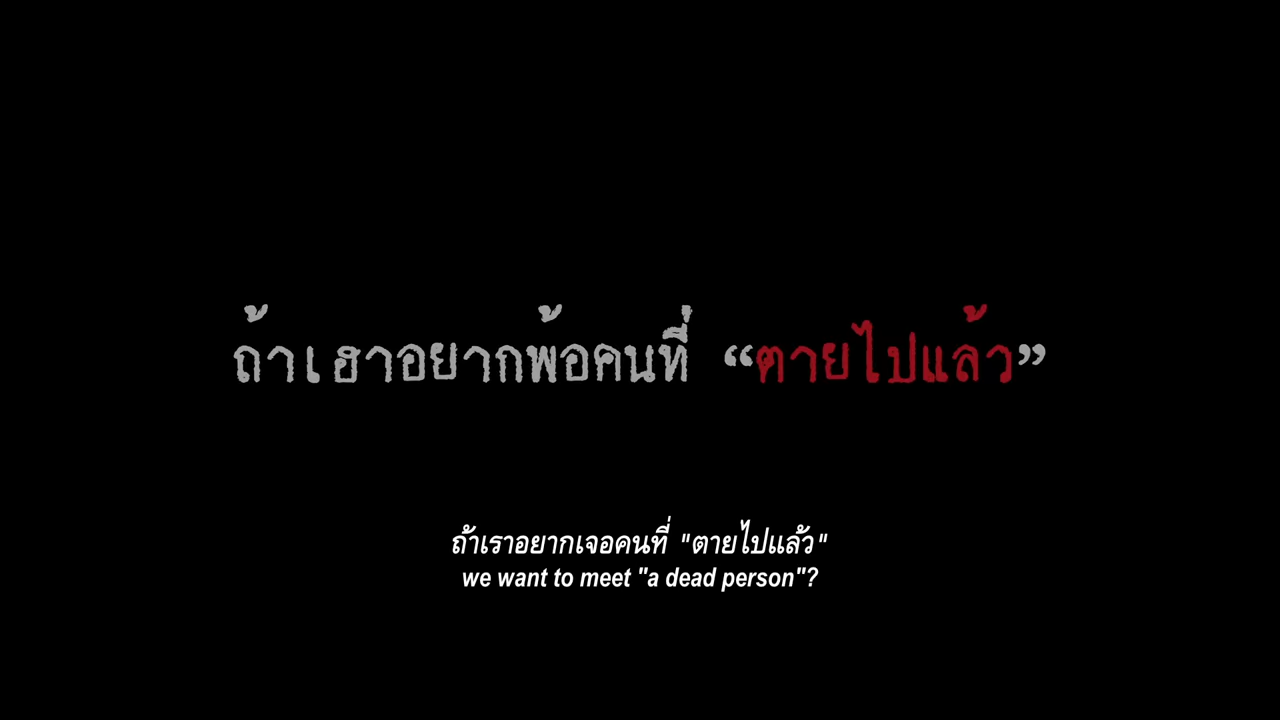 ถ้าเฮาอยากพ้อคนที่ “ตายไปแล้ว”
ถ้าเราอยากเจอคนที่ "ตายไปแล้ว"
we want to meet "a dead person"?